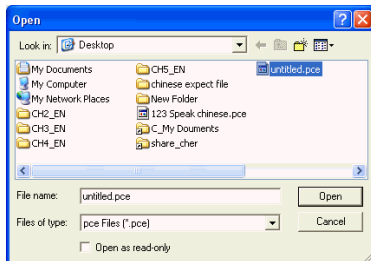 Open
Look in: Desktop
My Documents
My Computer
My Network Places
CH2_EN
CH3_EN
CH4_EN
CH5_EN
chinese expect file
New Folder
123 Speak chinese.pce
C_My Douments
share_cher
untitled.pce
File name: untitled.pce Open
Files of type: pce Files (*.pce) Cancel
Open as read-only